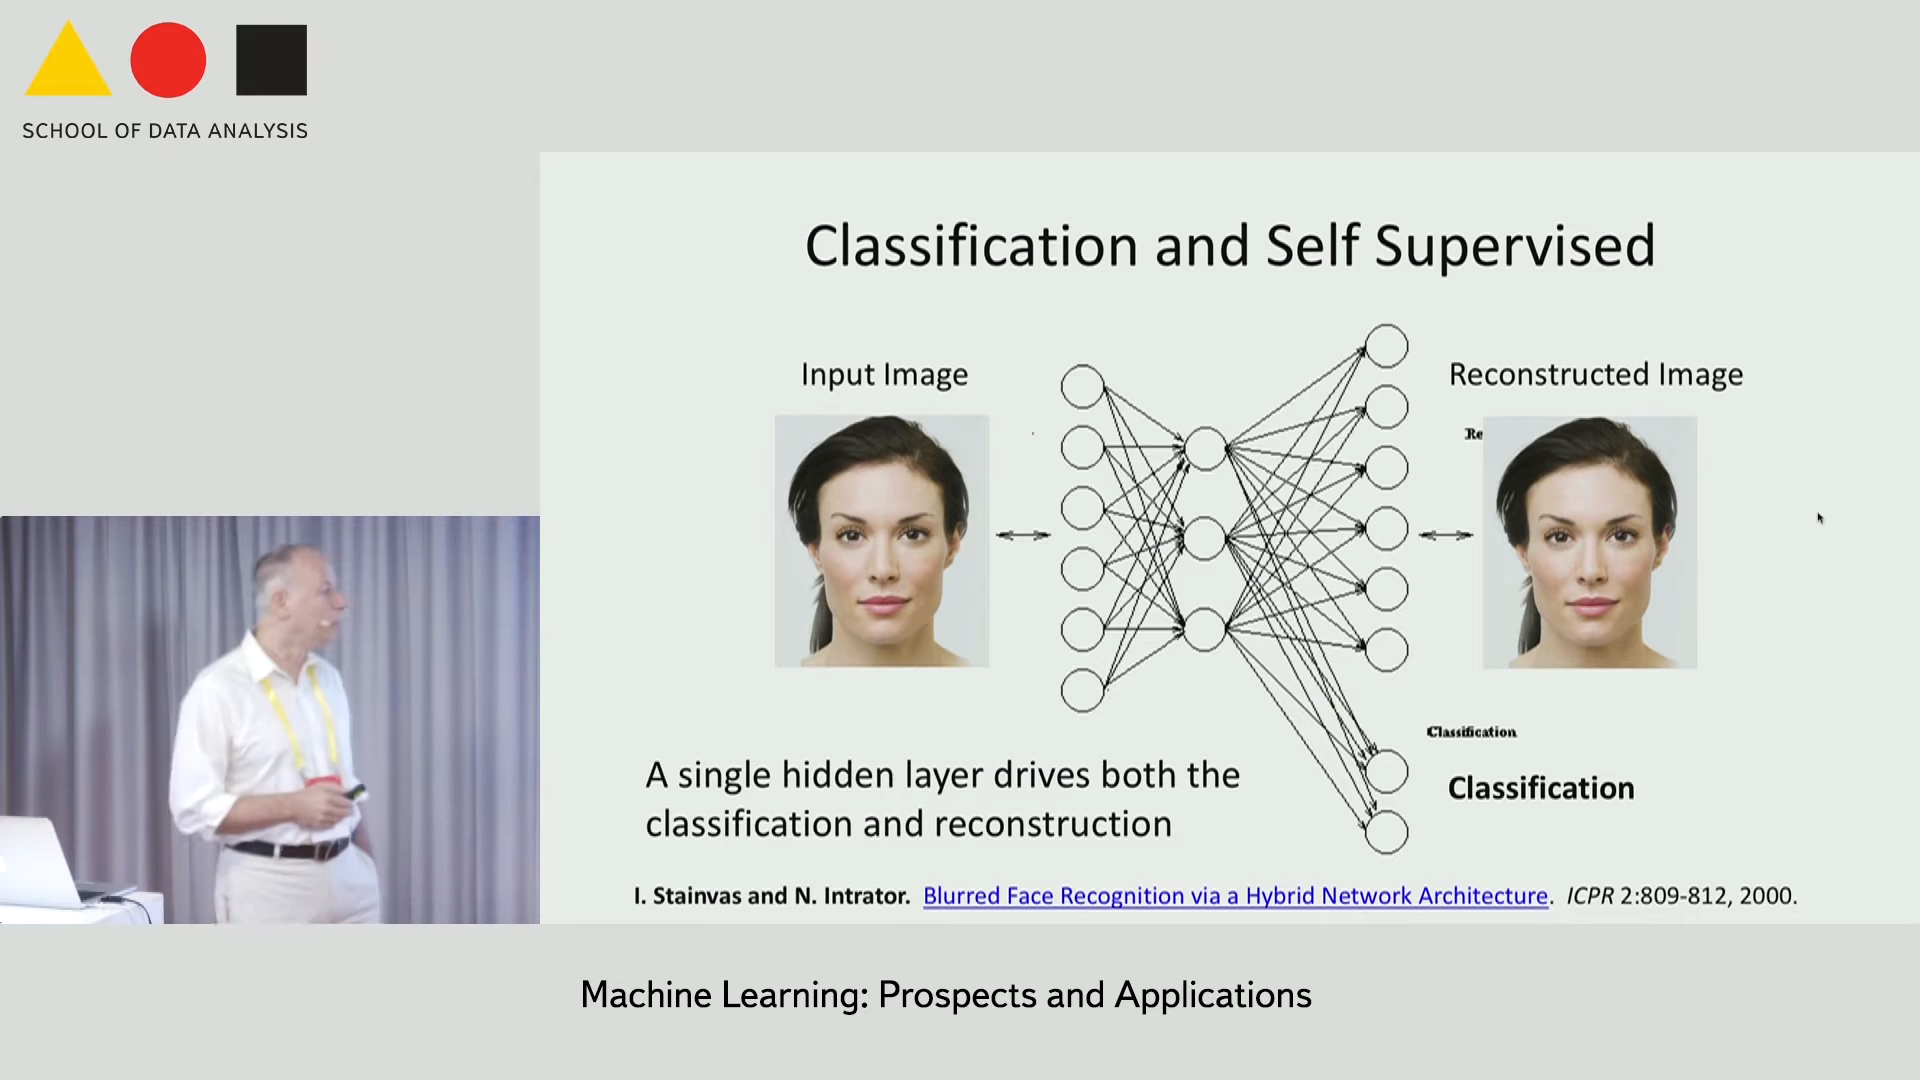 SCHOOL OF DATA ANALYSIS
Classification and Self Supervised
Input Image
Reconstructed Image
Re
Classification
Classification
A single hidden layer drives both the
classification and reconstruction
I. Stainvas and N. Intrator. Blurred Face Recognition via a Hybrid Network Architecture. ICPR 2:809-812, 2000.
Machine Learning: Prospects and Applications